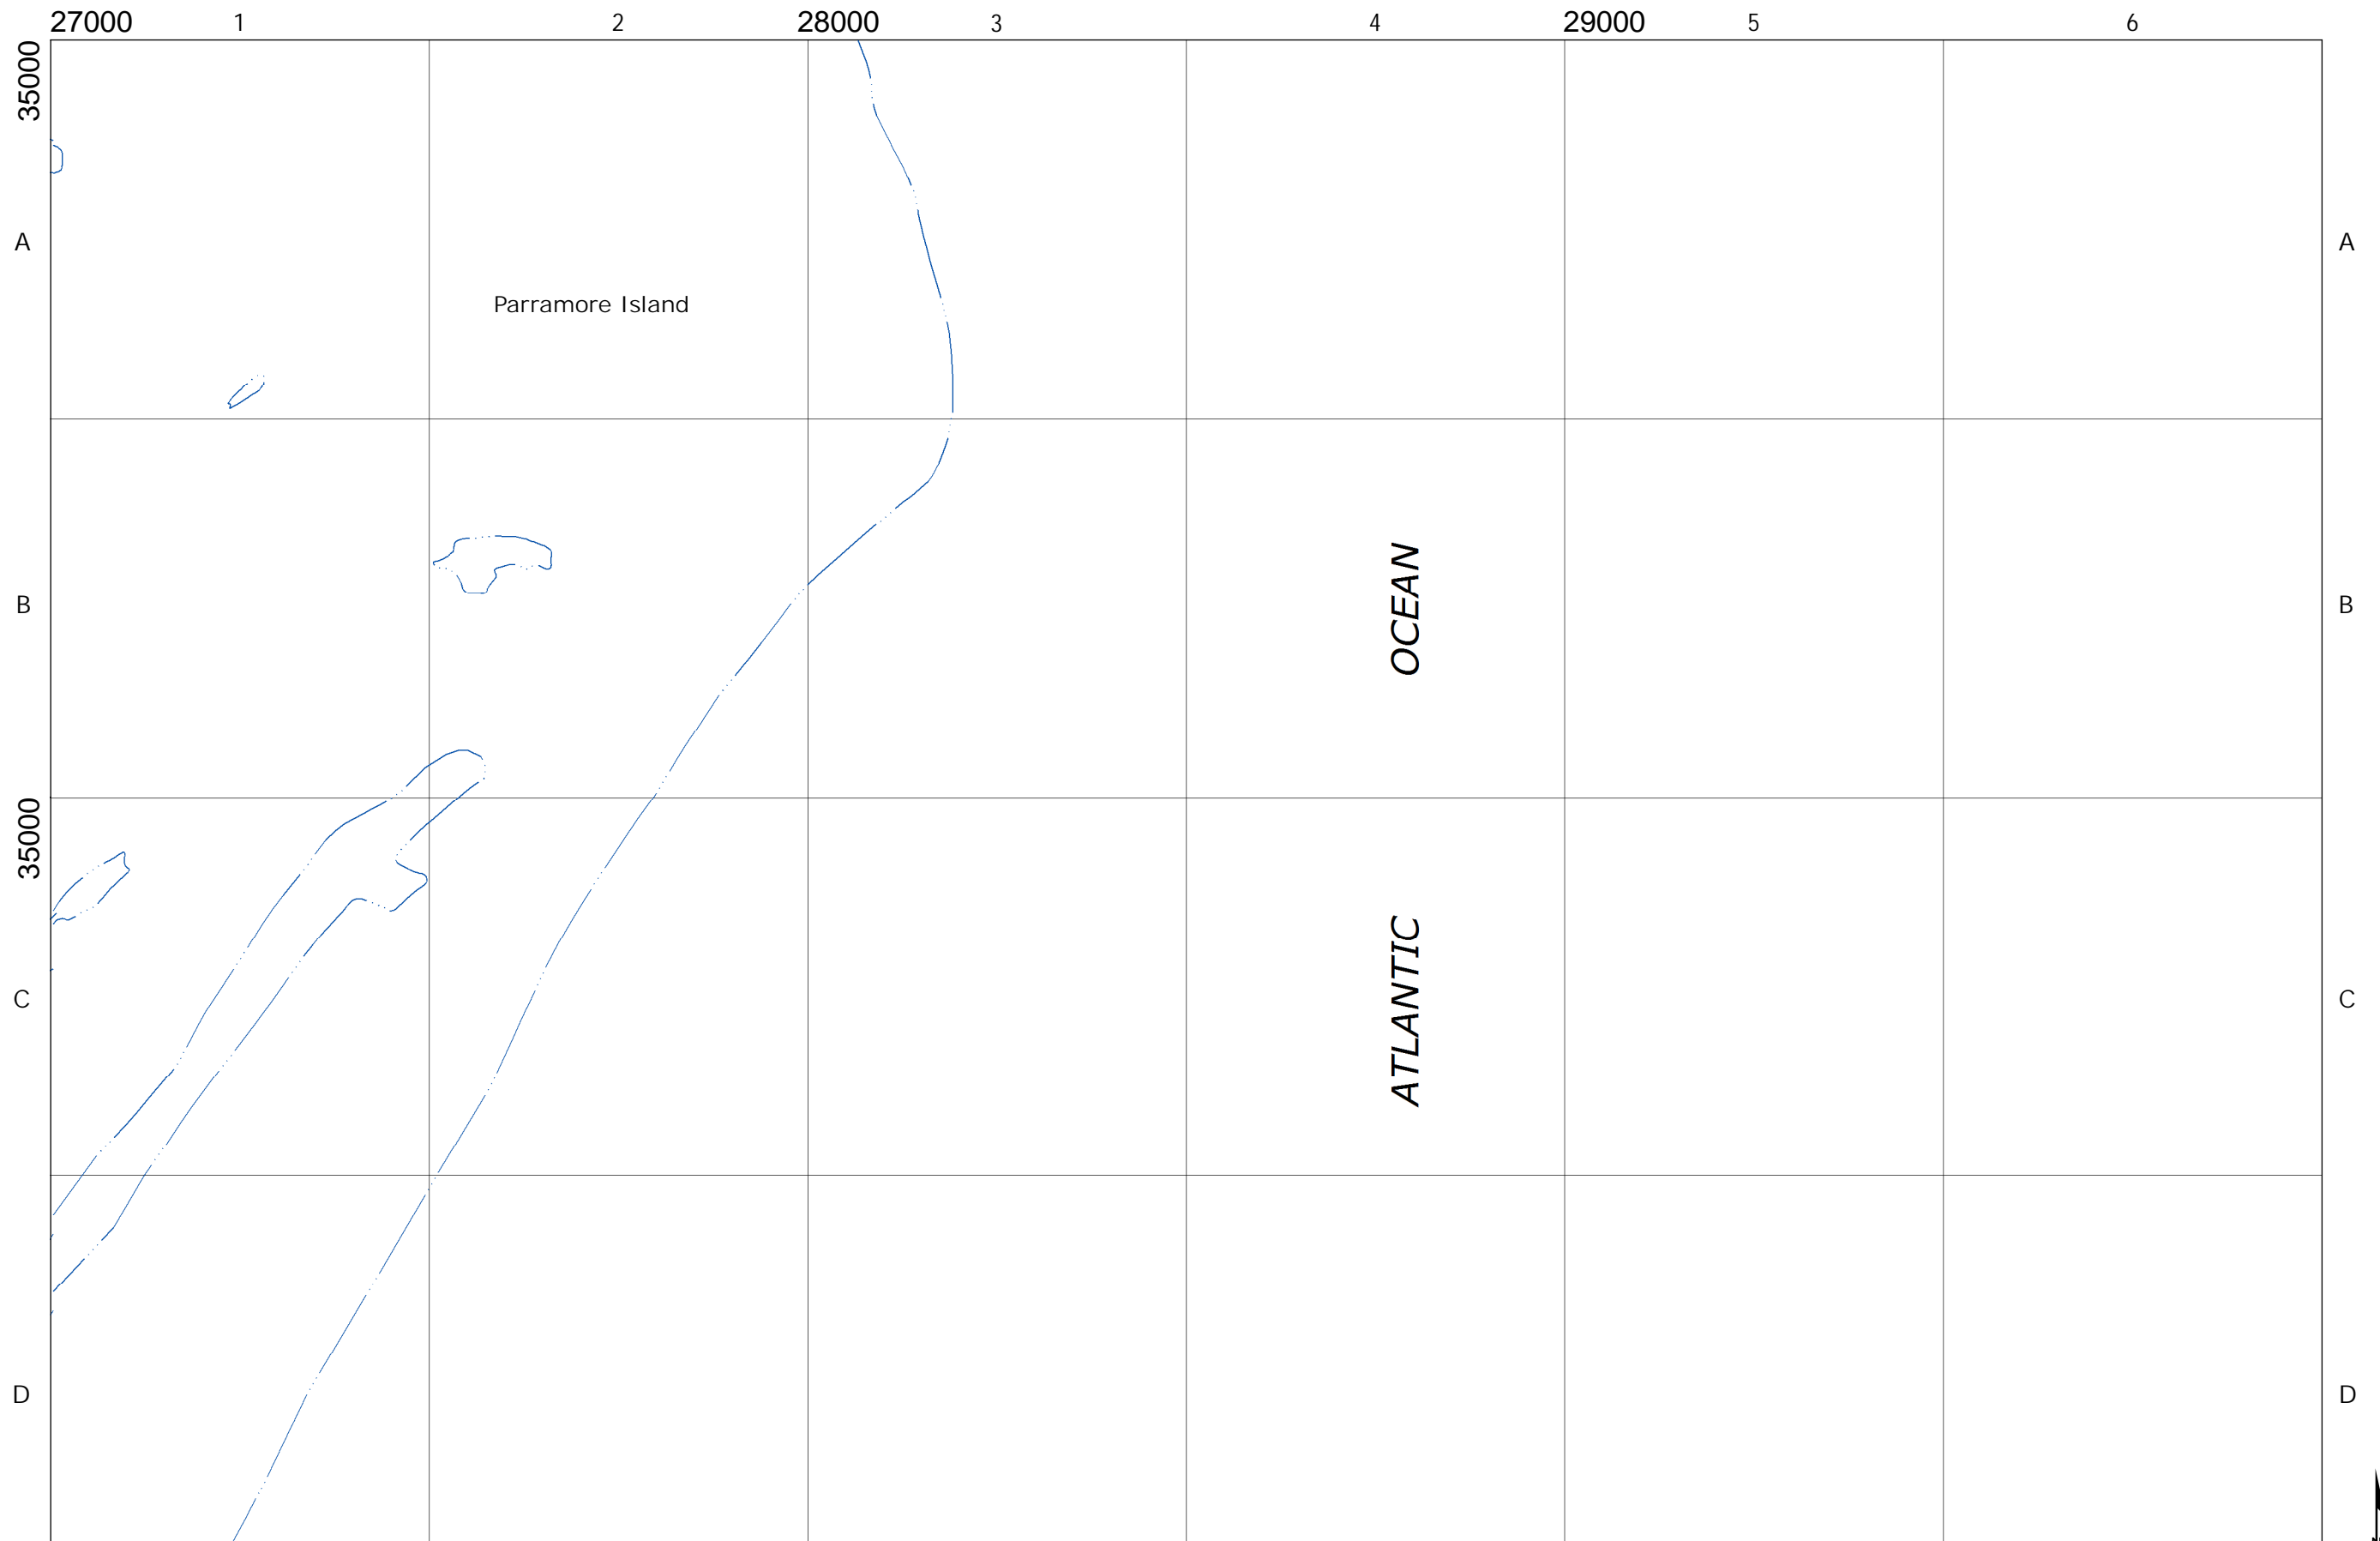 27000 1 2 28000 3 4 29000 5 6
35000
A A
Parramore Island
B B
OCEAN
35000
ATLANTIC
C C
D D